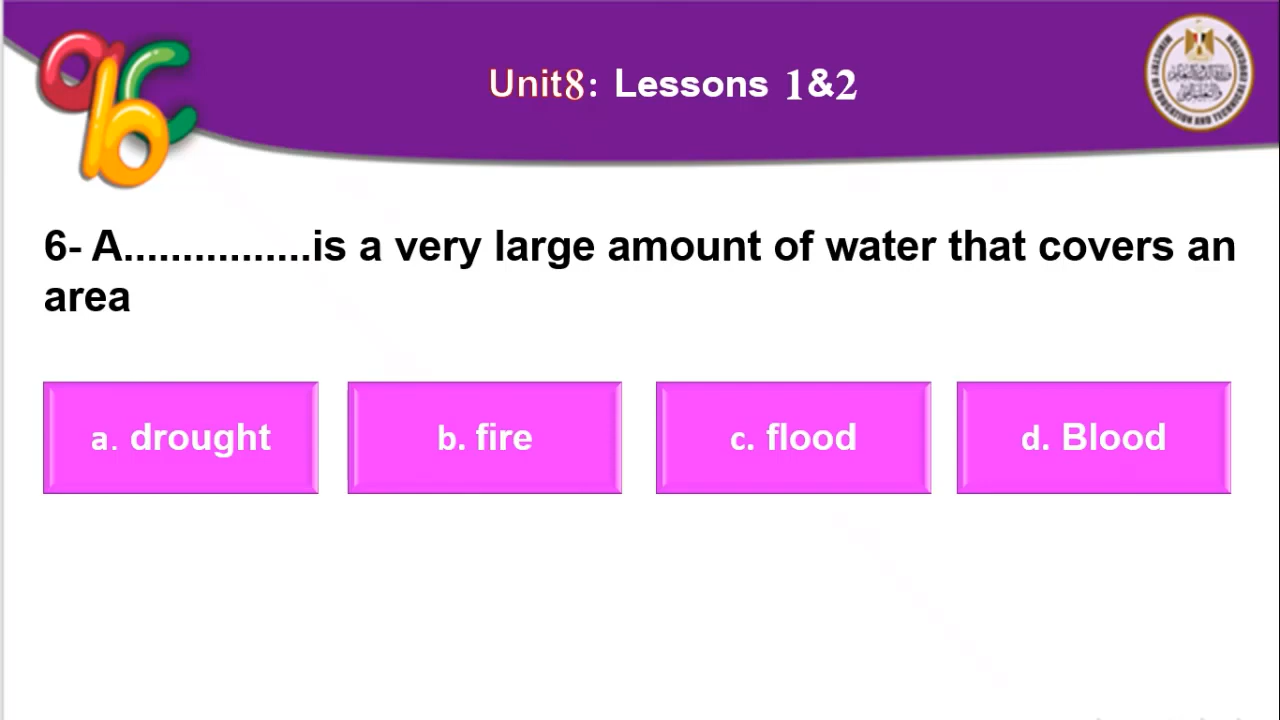 abc
Unit8: Lessons 1&2
6- A................is a very large amount of water that covers an
area
a. drought
b. fire
c. flood
d. Blood